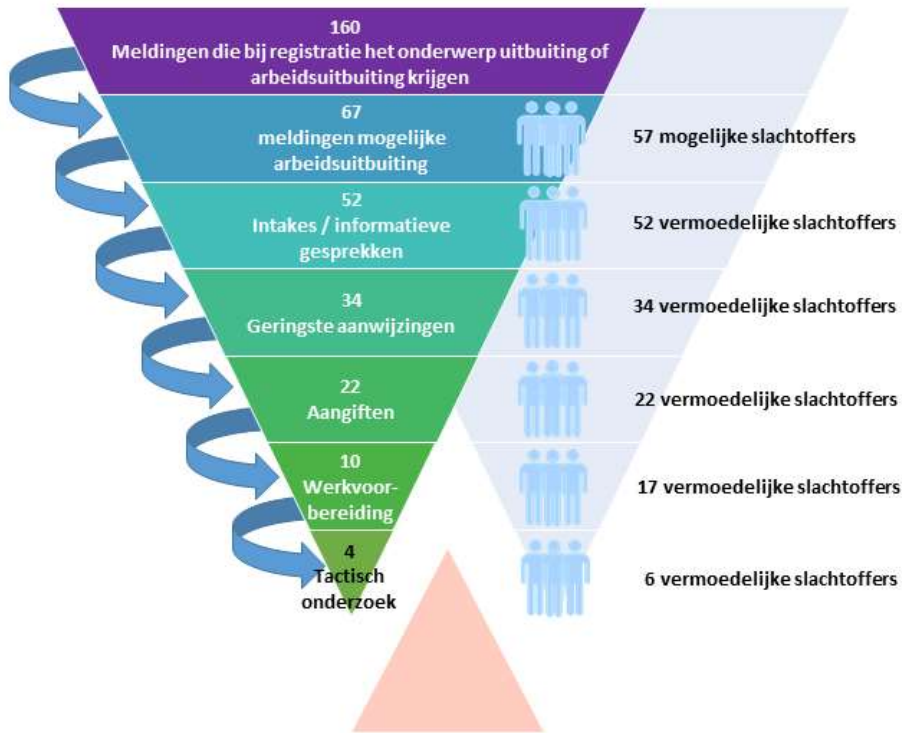 160
Meldingen die bij registratie het onderwerp uitbuiting of
arbeidsuitbuiting krijgen
67
meldingen mogelijke
arbeidsuitbuiting
57 mogelijke slachtoffers
52
Intakes / informatieve
gesprekken
52 vermoedelijke slachtoffers
34
Geringste aanwijzingen
34 vermoedelijke slachtoffers
22
Aangiften
22 vermoedelijke slachtoffers
10
Werkvoor-
bereiding
17 vermoedelijke slachtoffers
4
Tactisch
onderzoek
6 vermoedelijke slachtoffers